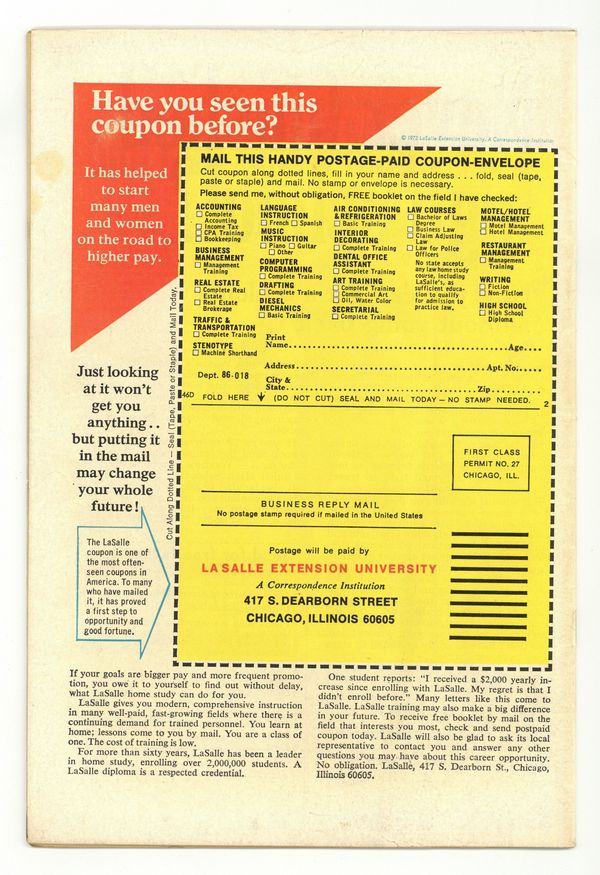 Have you seen this
coupon before?
© 1972 LaSalle Extension University, A Correspondence Institution
It has helped
to start
many men
and women
on the road to
higher pay.
Just looking
at it won't
get you
anything . .
but putting it
in the mail
may change
your whole
future!
The LaSalle
coupon is one of
the most often-
seen coupons in
America. To many
who have mailed
it, it has proved
a first step to
opportunity and
good fortune.
Cut Along Dotted Line — Seal (Tape, Paste or Staple) and Mail Today.
MAIL THIS HANDY POSTAGE-PAID COUPON-ENVELOPE
Cut coupon along dotted lines, fill in your name and address . . . fold, seal (tape,
paste or staple) and mail. No stamp or envelope is necessary.
Please send me, without obligation, FREE booklet on the field I have checked:
ACCOUNTING
☐ Complete
Accounting
☐ Income Tax
☐ CPA Training
☐ Bookkeeping
BUSINESS
MANAGEMENT
☐ Management
Training
REAL ESTATE
☐ Complete Real
Estate
☐ Real Estate
Brokerage
TRAFFIC &
TRANSPORTATION
☐ Complete Training
STENOTYPE
☐ Machine Shorthand
LANGUAGE
INSTRUCTION
☐ French ☐ Spanish
MUSIC
INSTRUCTION
☐ Piano ☐ Guitar
☐ Other
COMPUTER
PROGRAMMING
☐ Complete Training
DRAFTING
☐ Complete Training
DIESEL
MECHANICS
☐ Basic Training
AIR CONDITIONING
& REFRIGERATION
☐ Basic Training
INTERIOR
DECORATING
☐ Complete Training
DENTAL OFFICE
ASSISTANT
☐ Complete Training
ART TRAINING
☐ Complete Training
☐ Commercial Art
☐ Oil, Water Color
SECRETARIAL
☐ Complete Training
LAW COURSES
☐ Bachelor of Laws
Degree
☐ Business Law
☐ Claim Adjusting
Law
☐ Law for Police
Officers
No state accepts
any law home study
course, including
LaSalle's, as
sufficient educa-
tion to qualify
for admission to
practice law.
MOTEL/HOTEL
MANAGEMENT
☐ Motel Management
☐ Hotel Management
RESTAURANT
MANAGEMENT
☐ Management
Training
WRITING
☐ Fiction
☐ Non-Fiction
HIGH SCHOOL
☐ High School
Diploma
Print
Name................................................Age....
Address................................................Apt. No.....
Dept. 86-018
City &
State................................................Zip.........
46D FOLD HERE ↓ (DO NOT CUT) SEAL AND MAIL TODAY — NO STAMP NEEDED. 2
FIRST CLASS
PERMIT NO. 27
CHICAGO, ILL.
BUSINESS REPLY MAIL
No postage stamp required if mailed in the United States
Postage will be paid by
LA SALLE EXTENSION UNIVERSITY
A Correspondence Institution
417 S. DEARBORN STREET
CHICAGO, ILLINOIS 60605
If your goals are bigger pay and more frequent promo-
tion, you owe it to yourself to find out without delay,
what LaSalle home study can do for you.
LaSalle gives you modern, comprehensive instruction
in many well-paid, fast-growing fields where there is a
continuing demand for trained personnel. You learn at
home; lessons come to you by mail. You are a class of
one. The cost of training is low.
For more than sixty years, LaSalle has been a leader
in home study, enrolling over 2,000,000 students. A
LaSalle diploma is a respected credential.
One student reports: "I received a $2,000 yearly in-
crease since enrolling with LaSalle. My regret is that I
didn't enroll before." Many letters like this come to
LaSalle. LaSalle training may also make a big difference
in your future. To receive free booklet by mail on the
field that interests you most, check and send postpaid
coupon today. LaSalle will also be glad to ask its local
representative to contact you and answer any other
questions you may have about this career opportunity.
No obligation. LaSalle, 417 S. Dearborn St., Chicago,
Illinois 60605.